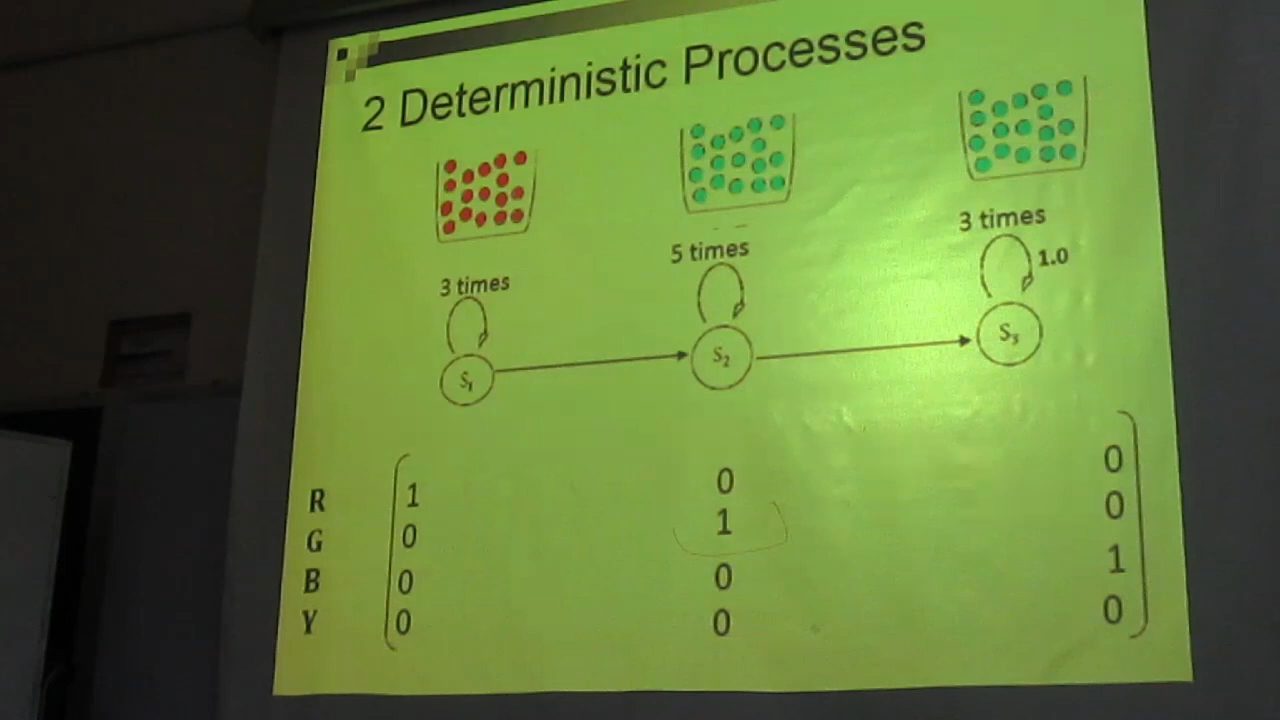 2 Deterministic Processes
3 times
5 times
3 times
1.0
S₁
S₂
S₃
R 1 0 0
G 0 1 0
B 0 0 1
Y 0 0 0